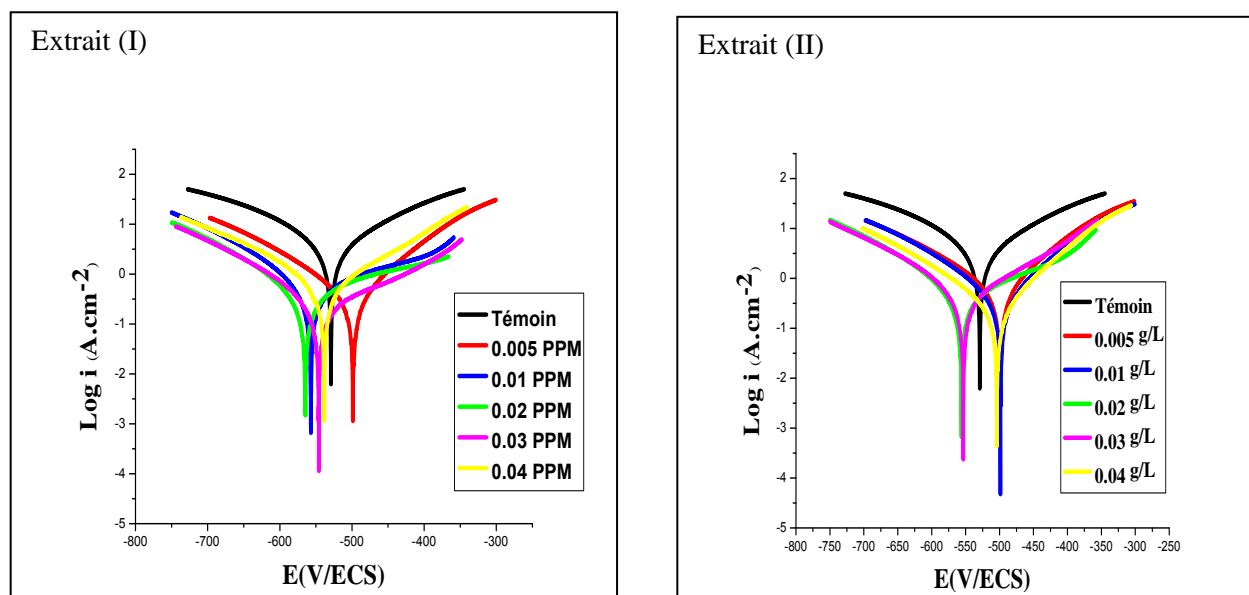 Extrait (I)
Log i (A.cm-2)
2
1
0
-1
-2
-3
-4
-5
-800
-700
-600
-500
-400
-300
E(V/ECS)
Témoin
0.005 PPM
0.01 PPM
0.02 PPM
0.03 PPM
0.04 PPM
Extrait (II)
Log i (A.cm-2)
2
1
0
-1
-2
-3
-4
-5
-800
-750
-700
-650
-600
-550
-500
-450
-400
-350
-300
-250
E(V/ECS)
Témoin
0.005 g/L
0.01 g/L
0.02 g/L
0.03 g/L
0.04 g/L